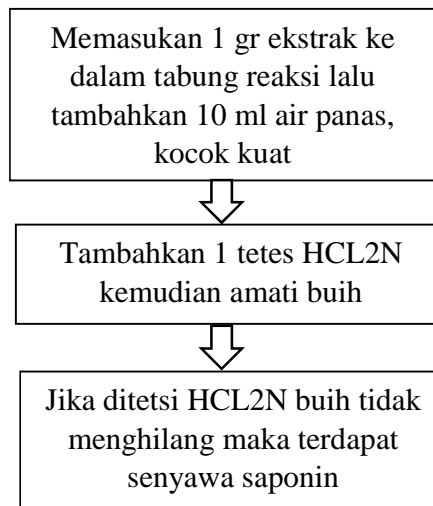 Memasukan 1 gr ekstrak ke
dalam tabung reaksi lalu
tambahkan 10 ml air panas,
kocok kuat
Tambahkan 1 tetes HCL2N
kemudian amati buih
Jika ditetsi HCL2N buih tidak
menghilang maka terdapat
senyawa saponin